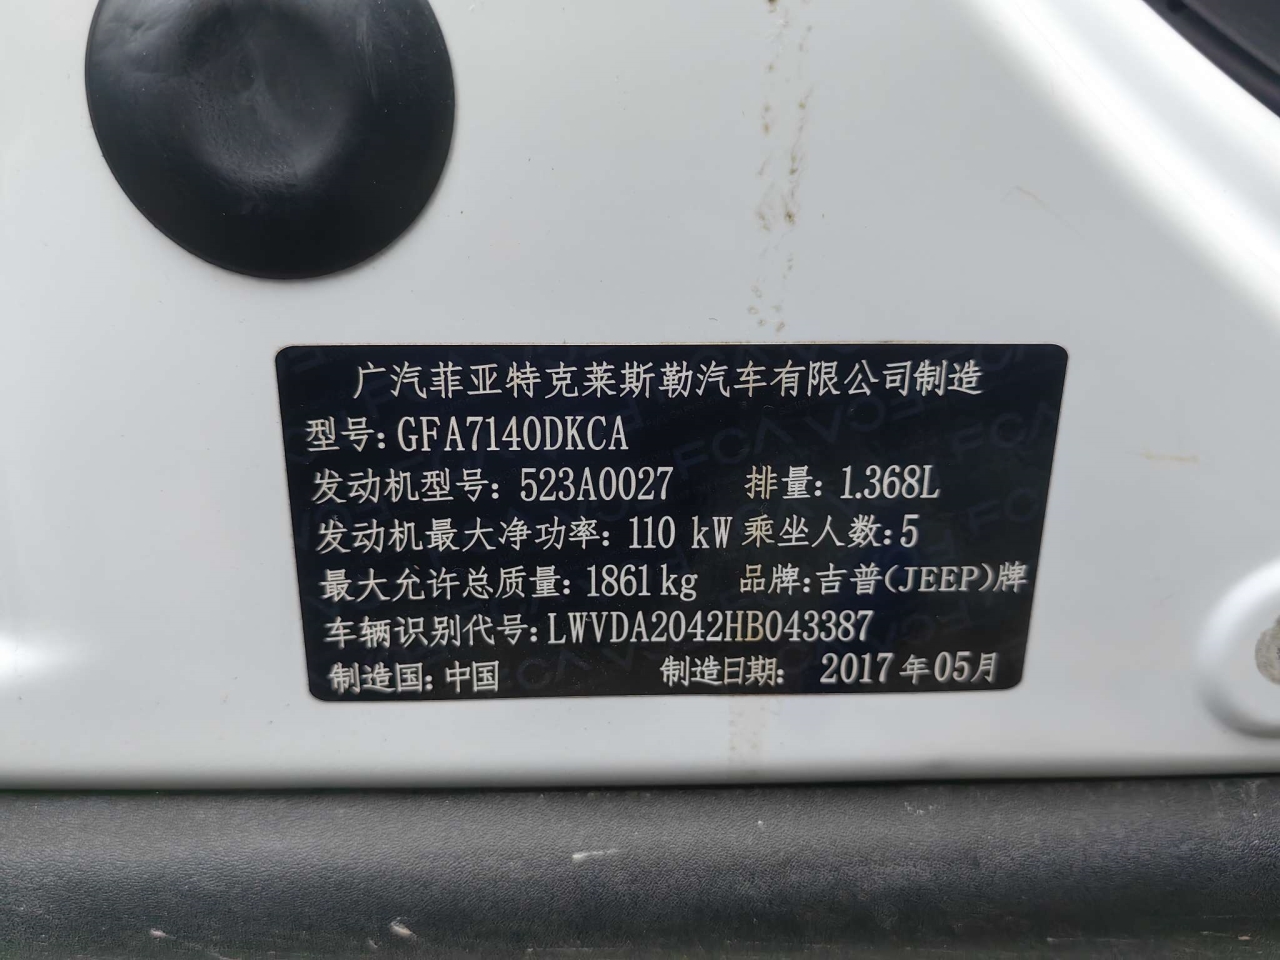 广汽菲亚特克莱斯勒汽车有限公司制造
型号: GFA7140DKCA
发动机型号: 523A0027 排量: 1.368L
发动机最大净功率: 110 kW 乘坐人数: 5
最大允许总质量: 1861kg 品牌: 吉普(JEEP)牌
车辆识别代号: LWVDA2042HB043387
制造国: 中国 制造日期: 2017年05月